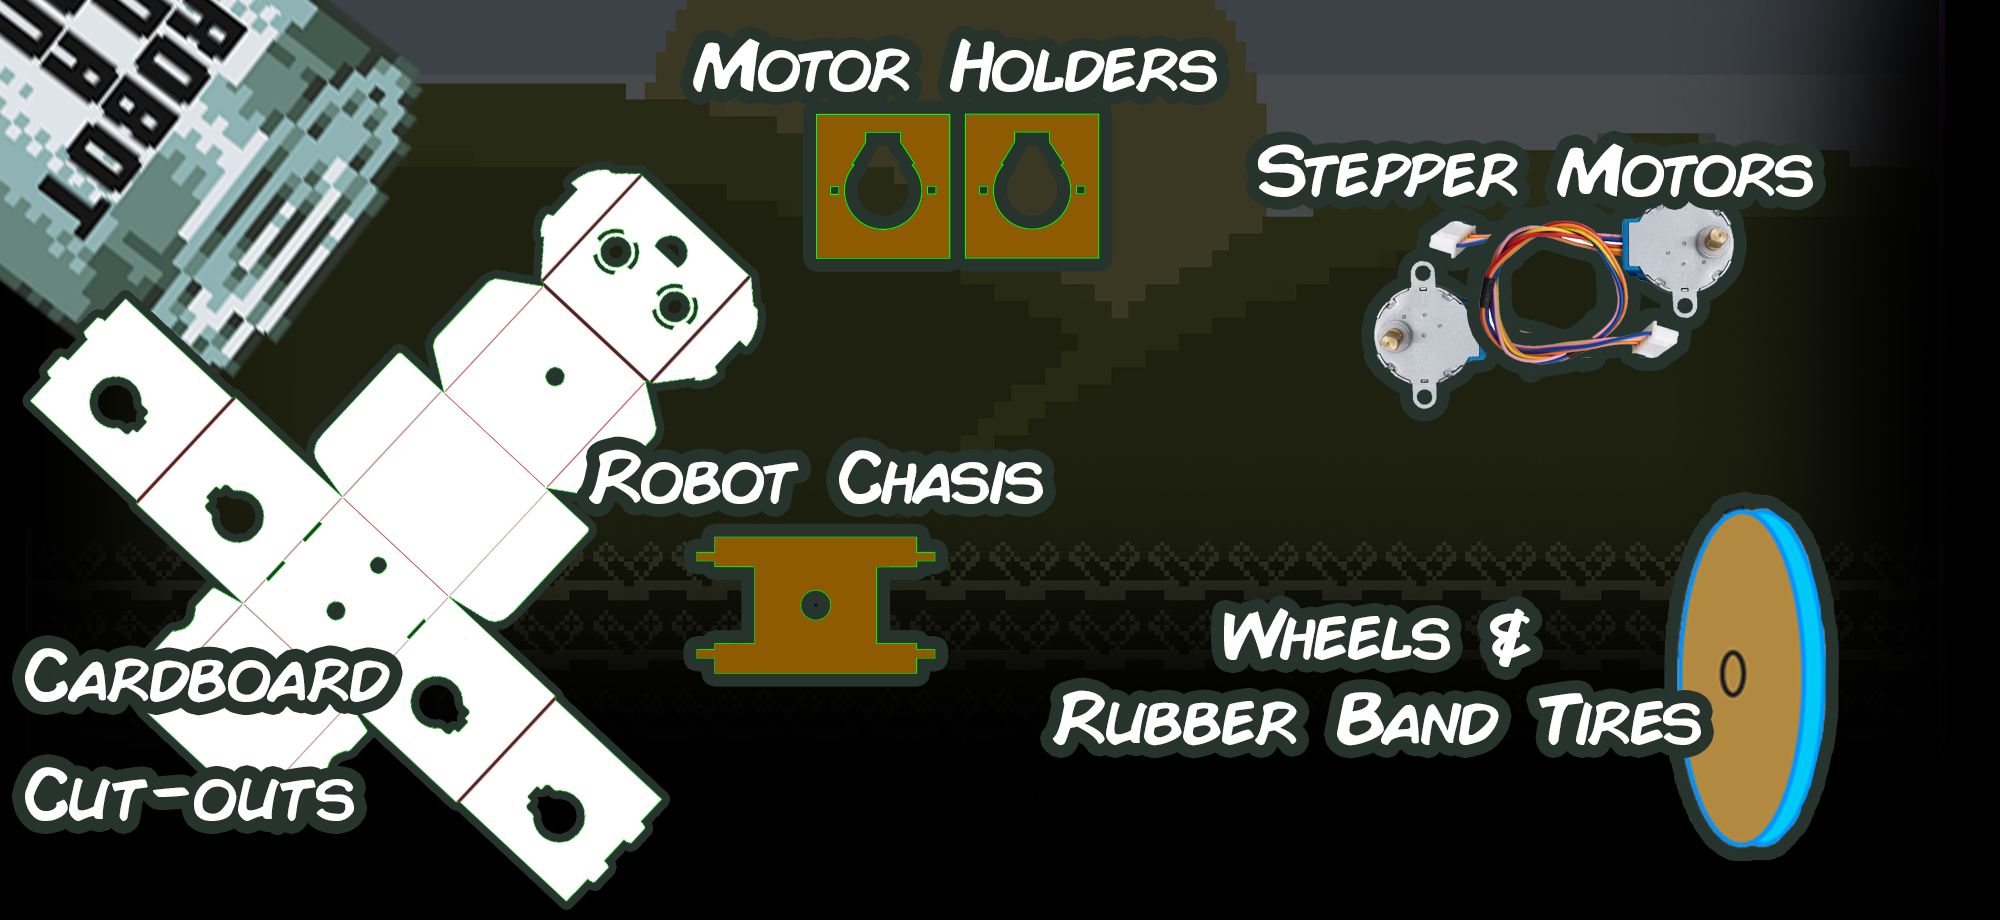 ROBOT
Motor Holders
Stepper Motors
Robot Chasis
Wheels &
Rubber Band Tires
Cardboard
Cut-outs